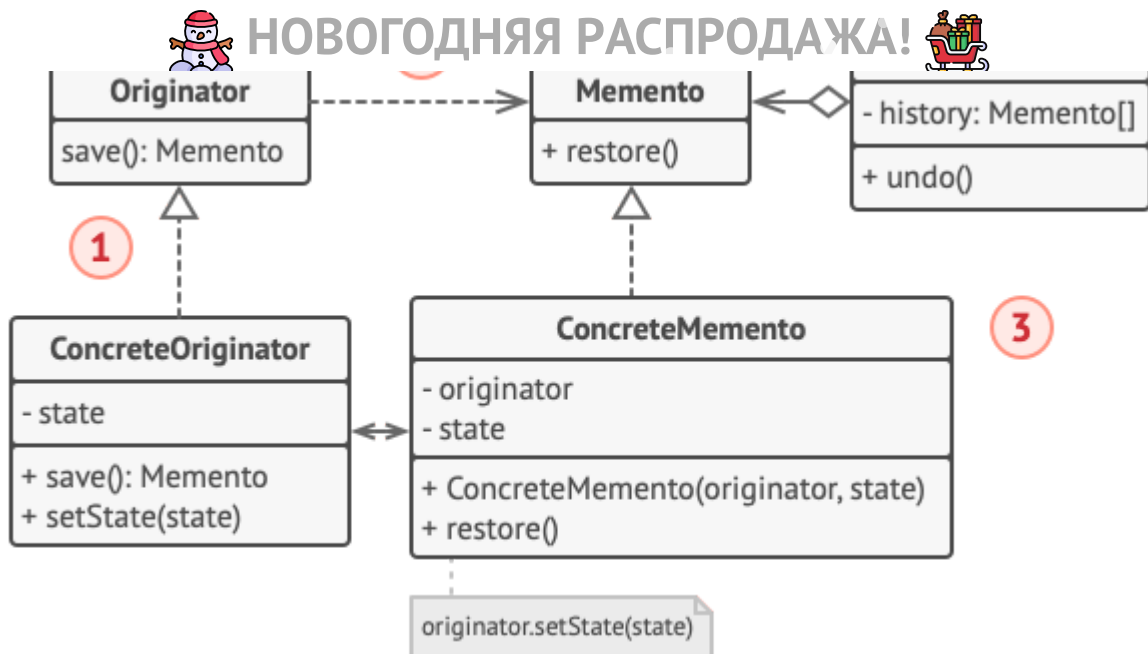 НОВОГОДНЯЯ РАСПРОДАЖА!
Originator
save(): Memento
Memento
+ restore()
- history: Memento[]
+ undo()
1
ConcreteOriginator
- state
+ save(): Memento
+ setState(state)
ConcreteMemento
- originator
- state
+ ConcreteMemento(originator, state)
+ restore()
3
originator.setState(state)